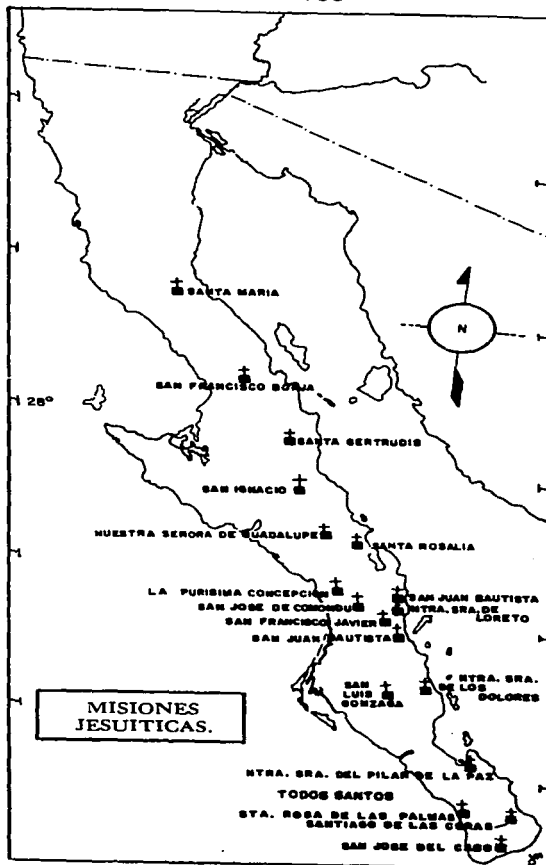 N
SANTA MARIA
SAN FRANCISCO BORJA
28°
SANTA GERTRUDIS
SAN IGNACIO
NUESTRA SEÑORA DE GUADALUPE
SANTA ROSALIA
LA PURISIMA CONCEPCION
SAN JUAN BAUTISTA
SAN JOSE DE COMONDU
NTRA. SRA. DE
LORETO
SAN FRANCISCO JAVIER
SAN JUAN BAUTISTA
SAN
LUIS
GONZAGA
NTRA. SRA.
DE LOS
DOLORES
MISIONES
JESUITICAS.
NTRA. SRA. DEL PILAR DE LA PAZ
TODOS SANTOS
STA. ROSA DE LAS PALMAS
SANTIAGO DE LAS CORAS
SAN JOSE DEL CABO